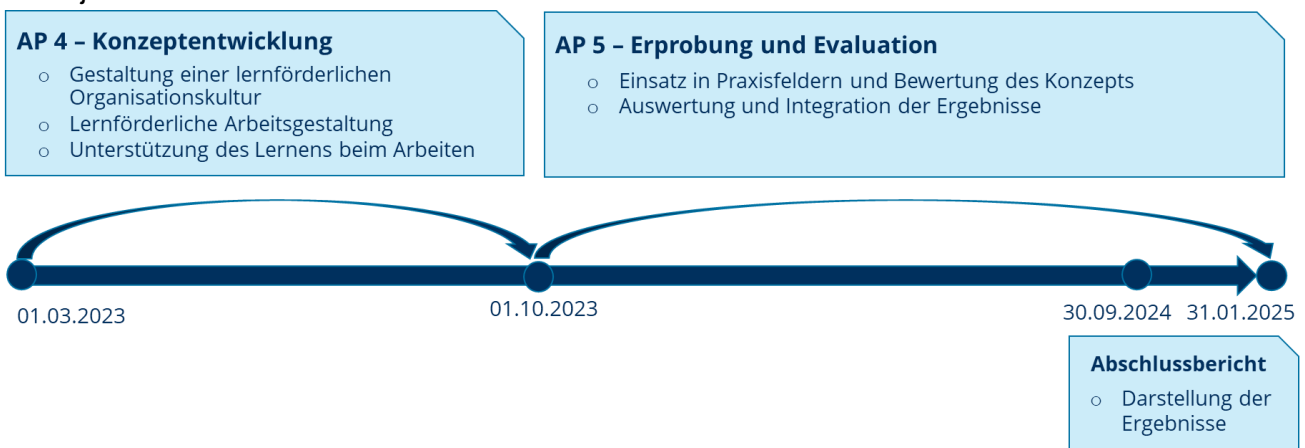 AP 4 – Konzeptentwicklung
o Gestaltung einer lernförderlichen
Organisationskultur
o Lernförderliche Arbeitsgestaltung
o Unterstützung des Lernens beim Arbeiten
AP 5 – Erprobung und Evaluation
o Einsatz in Praxisfeldern und Bewertung des Konzepts
o Auswertung und Integration der Ergebnisse
01.03.2023
01.10.2023
30.09.2024
31.01.2025
Abschlussbericht
o Darstellung der
Ergebnisse